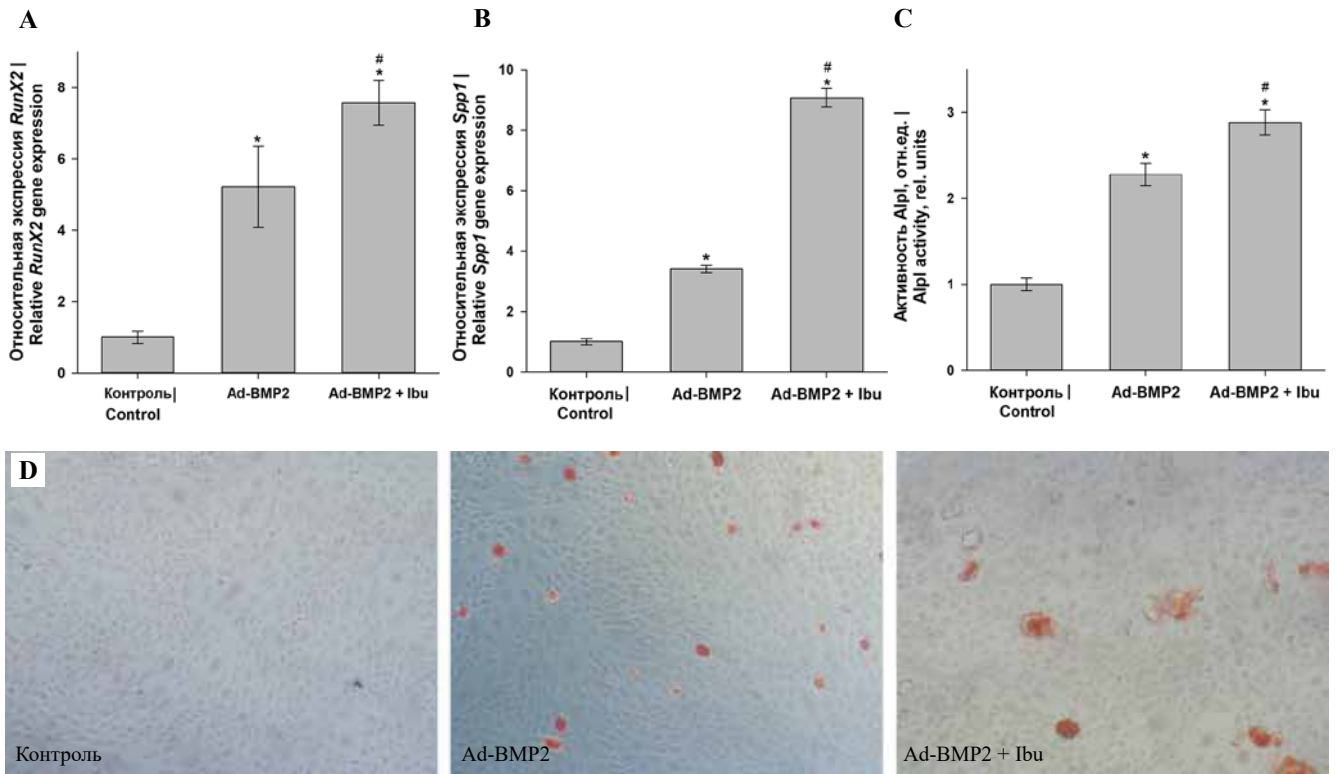 A
Относительная экспрессия RunX2 |
Relative RunX2 gene expression
8
6
4
2
0
*
#
*
Контроль|
Control
Ad-BMP2
Ad-BMP2 + Ibu
B
Относительная экспрессия Spp1 |
Relative Spp1 gene expression
10
8
6
4
2
0
*
#
*
Контроль|
Control
Ad-BMP2
Ad-BMP2 + Ibu
C
Активность Alpl, отн.ед. |
Alpl activity, rel. units
3
2
1
0
*
#
*
Контроль |
Control
Ad-BMP2
Ad-BMP2 + Ibu
D
Контроль
Ad-BMP2
Ad-BMP2 + Ibu